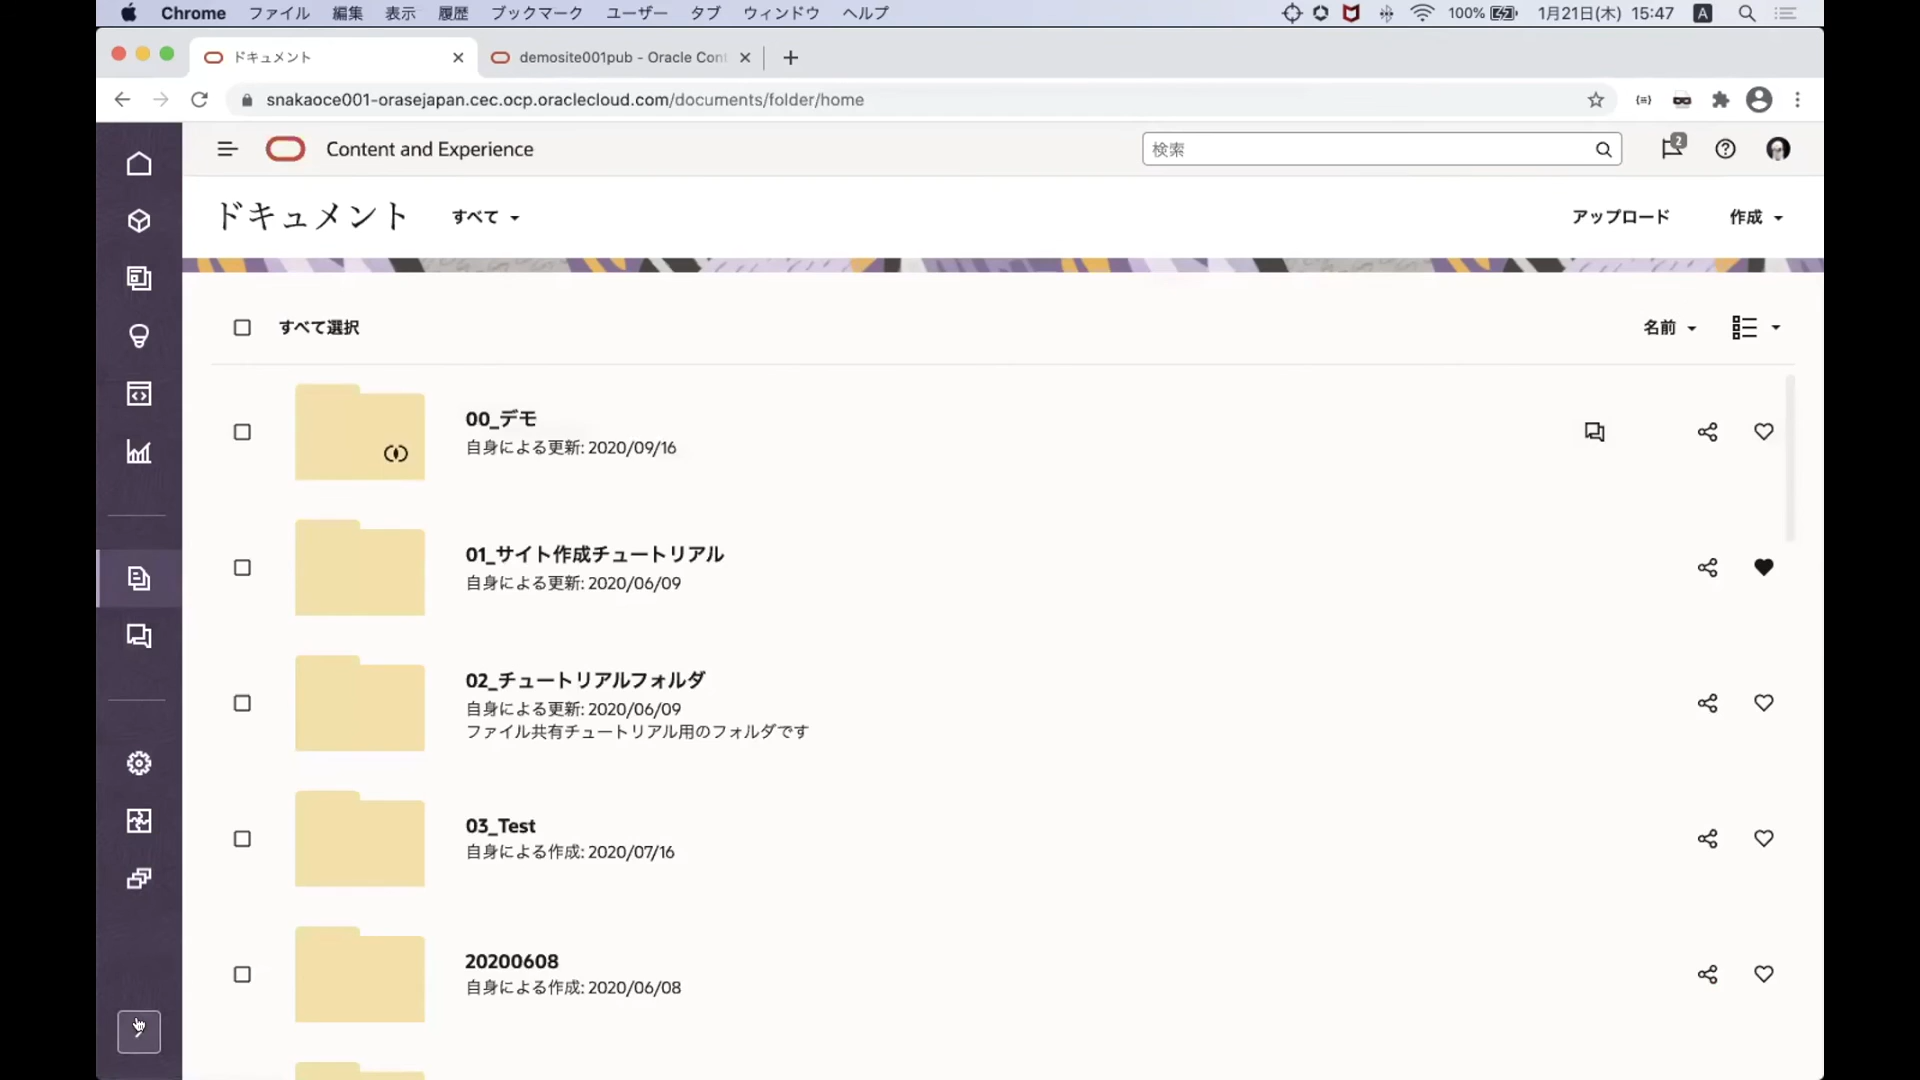 Chrome ファイル 編集 表示 履歴 ブックマーク ユーザー タブ ウィンドウ ヘルプ 100% 1月21日(木) 15:47 A
ドキュメント demosite001pub - Oracle Cont
snakaoce001-orasejapan.cec.ocp.oraclecloud.com/documents/folder/home
Content and Experience 検索 2
ドキュメント すべて アップロード 作成
すべて選択 名前
00_デモ
自身による更新: 2020/09/16
01_サイト作成チュートリアル
自身による更新: 2020/06/09
02_チュートリアルフォルダ
自身による更新: 2020/06/09
ファイル共有チュートリアル用のフォルダです
03_Test
自身による作成: 2020/07/16
20200608
自身による作成: 2020/06/08